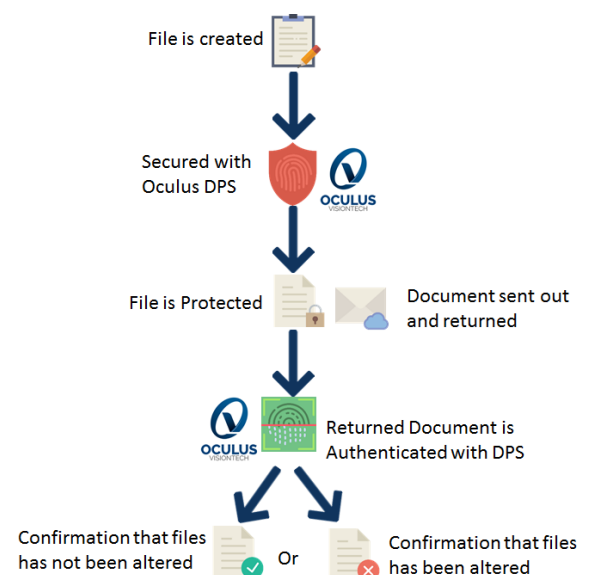 File is created
Secured with
Oculus DPS
OCULUS
VISIONTECH
File is Protected
Document sent out
and returned
OCULUS
VISIONTECH
Returned Document is
Authenticated with DPS
Confirmation that files
has not been altered
Or
Confirmation that files
has been altered